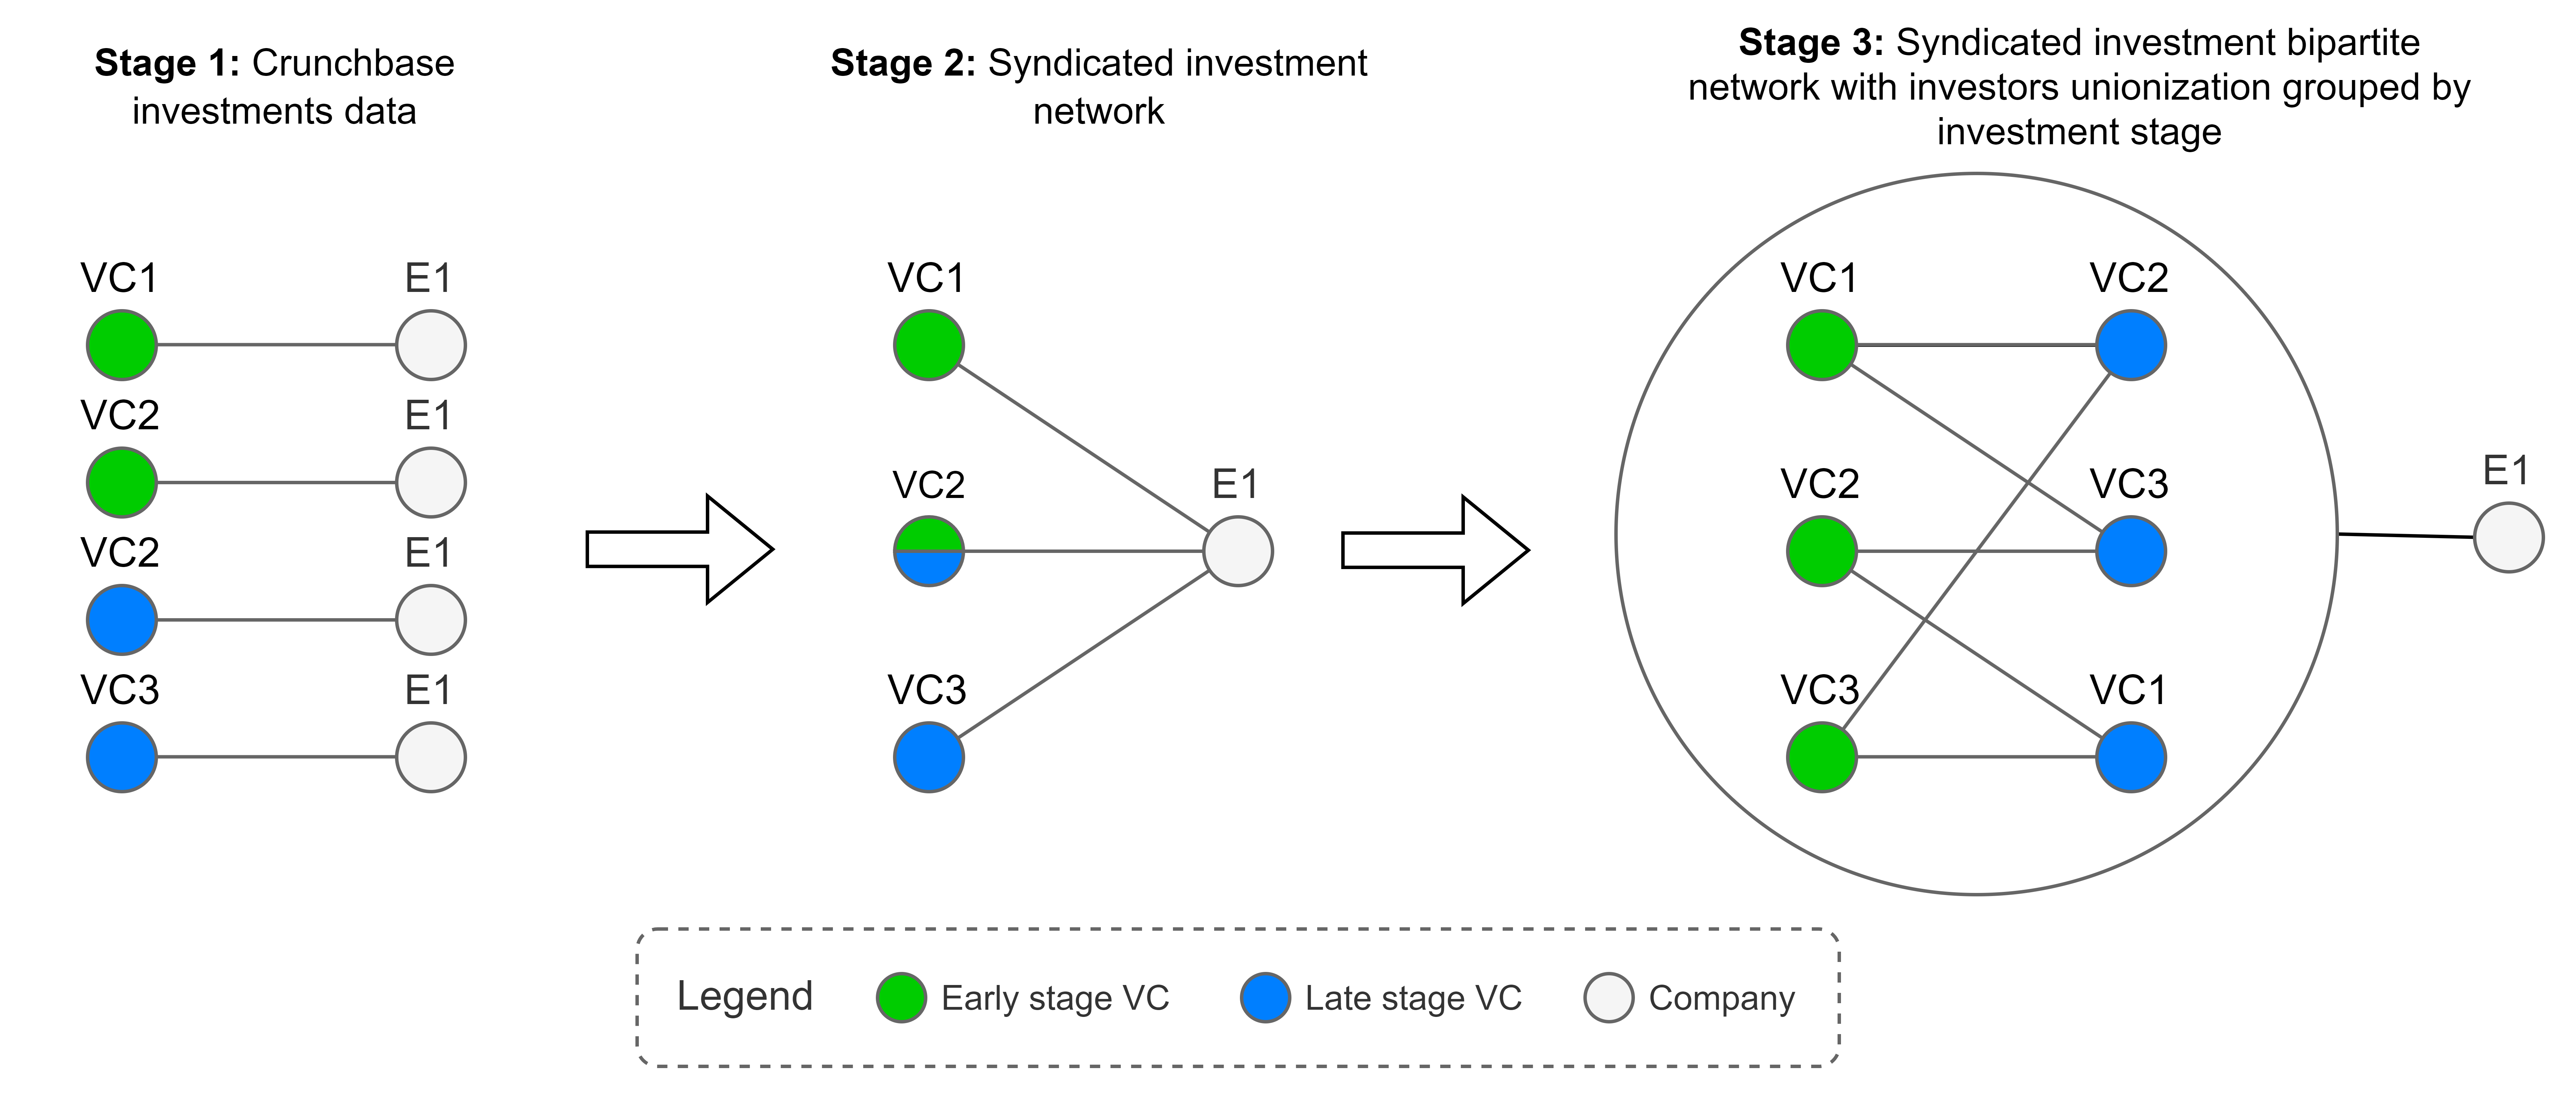 Stage 1: Crunchbase
investments data
VC1 E1
VC2 E1
VC2 E1
VC3 E1
Stage 2: Syndicated investment
network
VC1
VC2 E1
VC3
Stage 3: Syndicated investment bipartite
network with investors unionization grouped by
investment stage
VC1 VC2
VC2 VC3
VC3 VC1
E1
Legend Early stage VC Late stage VC Company